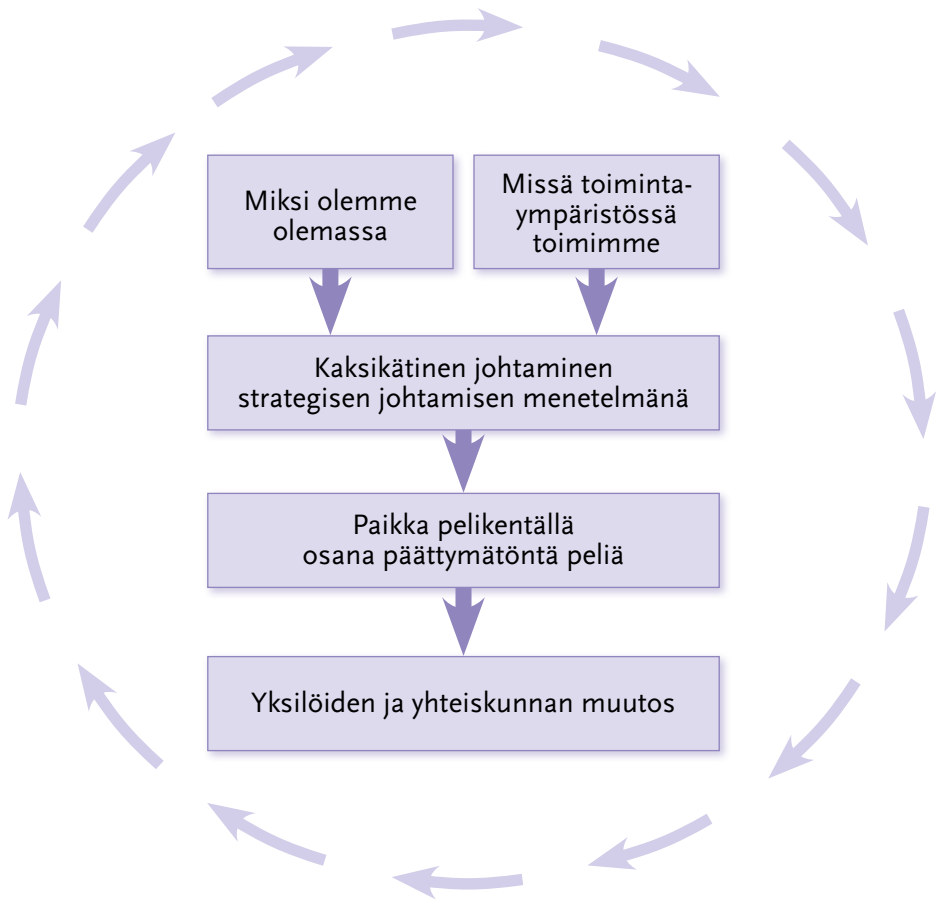 Miksi olemme
olemassa
Missä toiminta-
ympäristössä
toimimme
Kaksikätinen johtaminen
strategisen johtamisen menetelmänä
Paikka pelikentällä
osana päättymätöntä peliä
Yksilöiden ja yhteiskunnan muutos